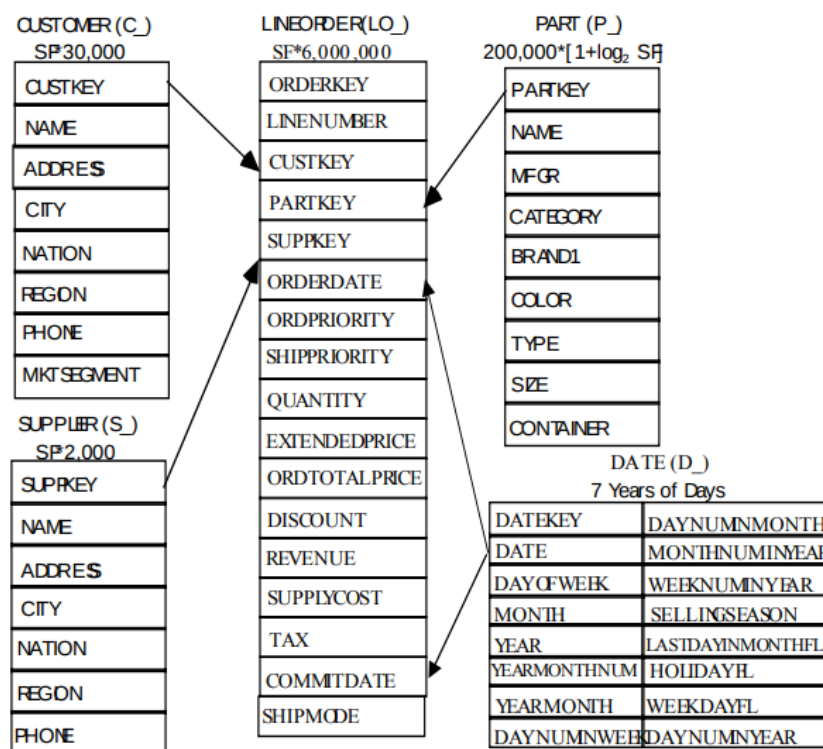 CUSTOMER (C_)
SF*30,000
CUSTKEY
NAME
ADDRESS
CITY
NATION
REGION
PHONE
MKTSEGMENT
SUPPLIER (S_)
SF*2,000
SUPPKEY
NAME
ADDRESS
CITY
NATION
REGION
PHONE
LINEORDER(LO_)
SF*6,000,000
ORDERKEY
LINENUMBER
CUSTKEY
PARTKEY
SUPPKEY
ORDERDATE
ORDPRIORITY
SHIPPRIORITY
QUANTITY
EXTENDEDPRICE
ORDTOTALPRICE
DISCOUNT
REVENUE
SUPPLYCOST
TAX
COMMITDATE
SHIPMODE
PART (P_)
200,000*[1+log₂ SF]
PARTKEY
NAME
MFGR
CATEGORY
BRAND1
COLOR
TYPE
SIZE
CONTAINER
DATE (D_)
7 Years of Days
DATEKEY DAYNUMINMONTH
DATE MONTHNUMINYEAR
DAYOFWEEK WEEKNUMINYEAR
MONTH SELLINGSEASON
YEAR LASTDAYINMONTHFL
YEARMONTHNUM HOLIDAYFL
YEARMONTH WEEKDAYFL
DAYNUMINWEEK DAYNUMINYEAR